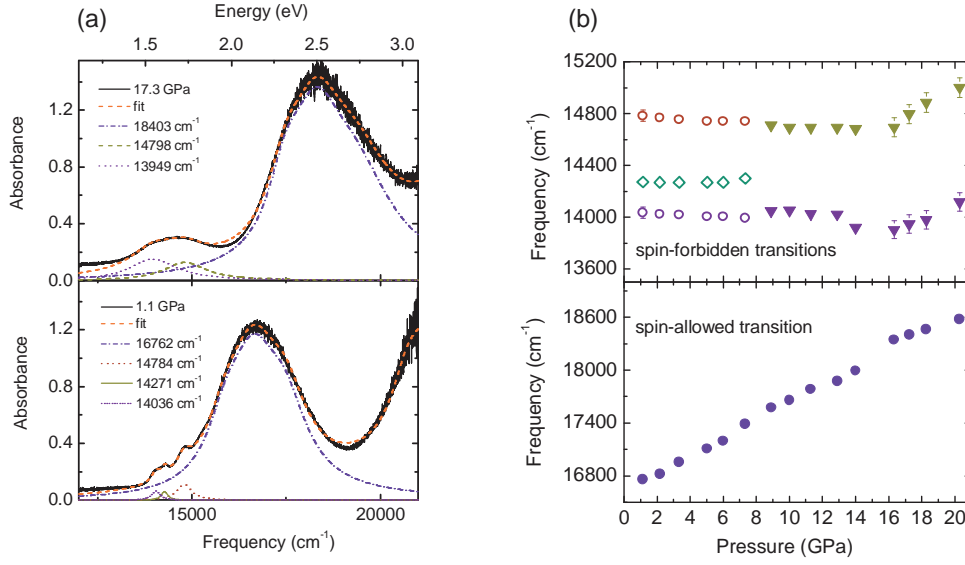 (a)
Energy (eV)
1.5 2.0 2.5 3.0
Absorbance
1.2
0.8
0.4
0.0
17.3 GPa
fit
18403 cm⁻¹
14798 cm⁻¹
13949 cm⁻¹
Absorbance
1.2
0.8
0.4
0.0
1.1 GPa
fit
16762 cm⁻¹
14784 cm⁻¹
14271 cm⁻¹
14036 cm⁻¹
15000 20000
Frequency (cm⁻¹)
(b)
Frequency (cm⁻¹)
15200
14800
14400
14000
13600
spin-forbidden transitions
Frequency (cm⁻¹)
18600
18000
17400
16800
spin-allowed transition
0 2 4 6 8 10 12 14 16 18 20
Pressure (GPa)